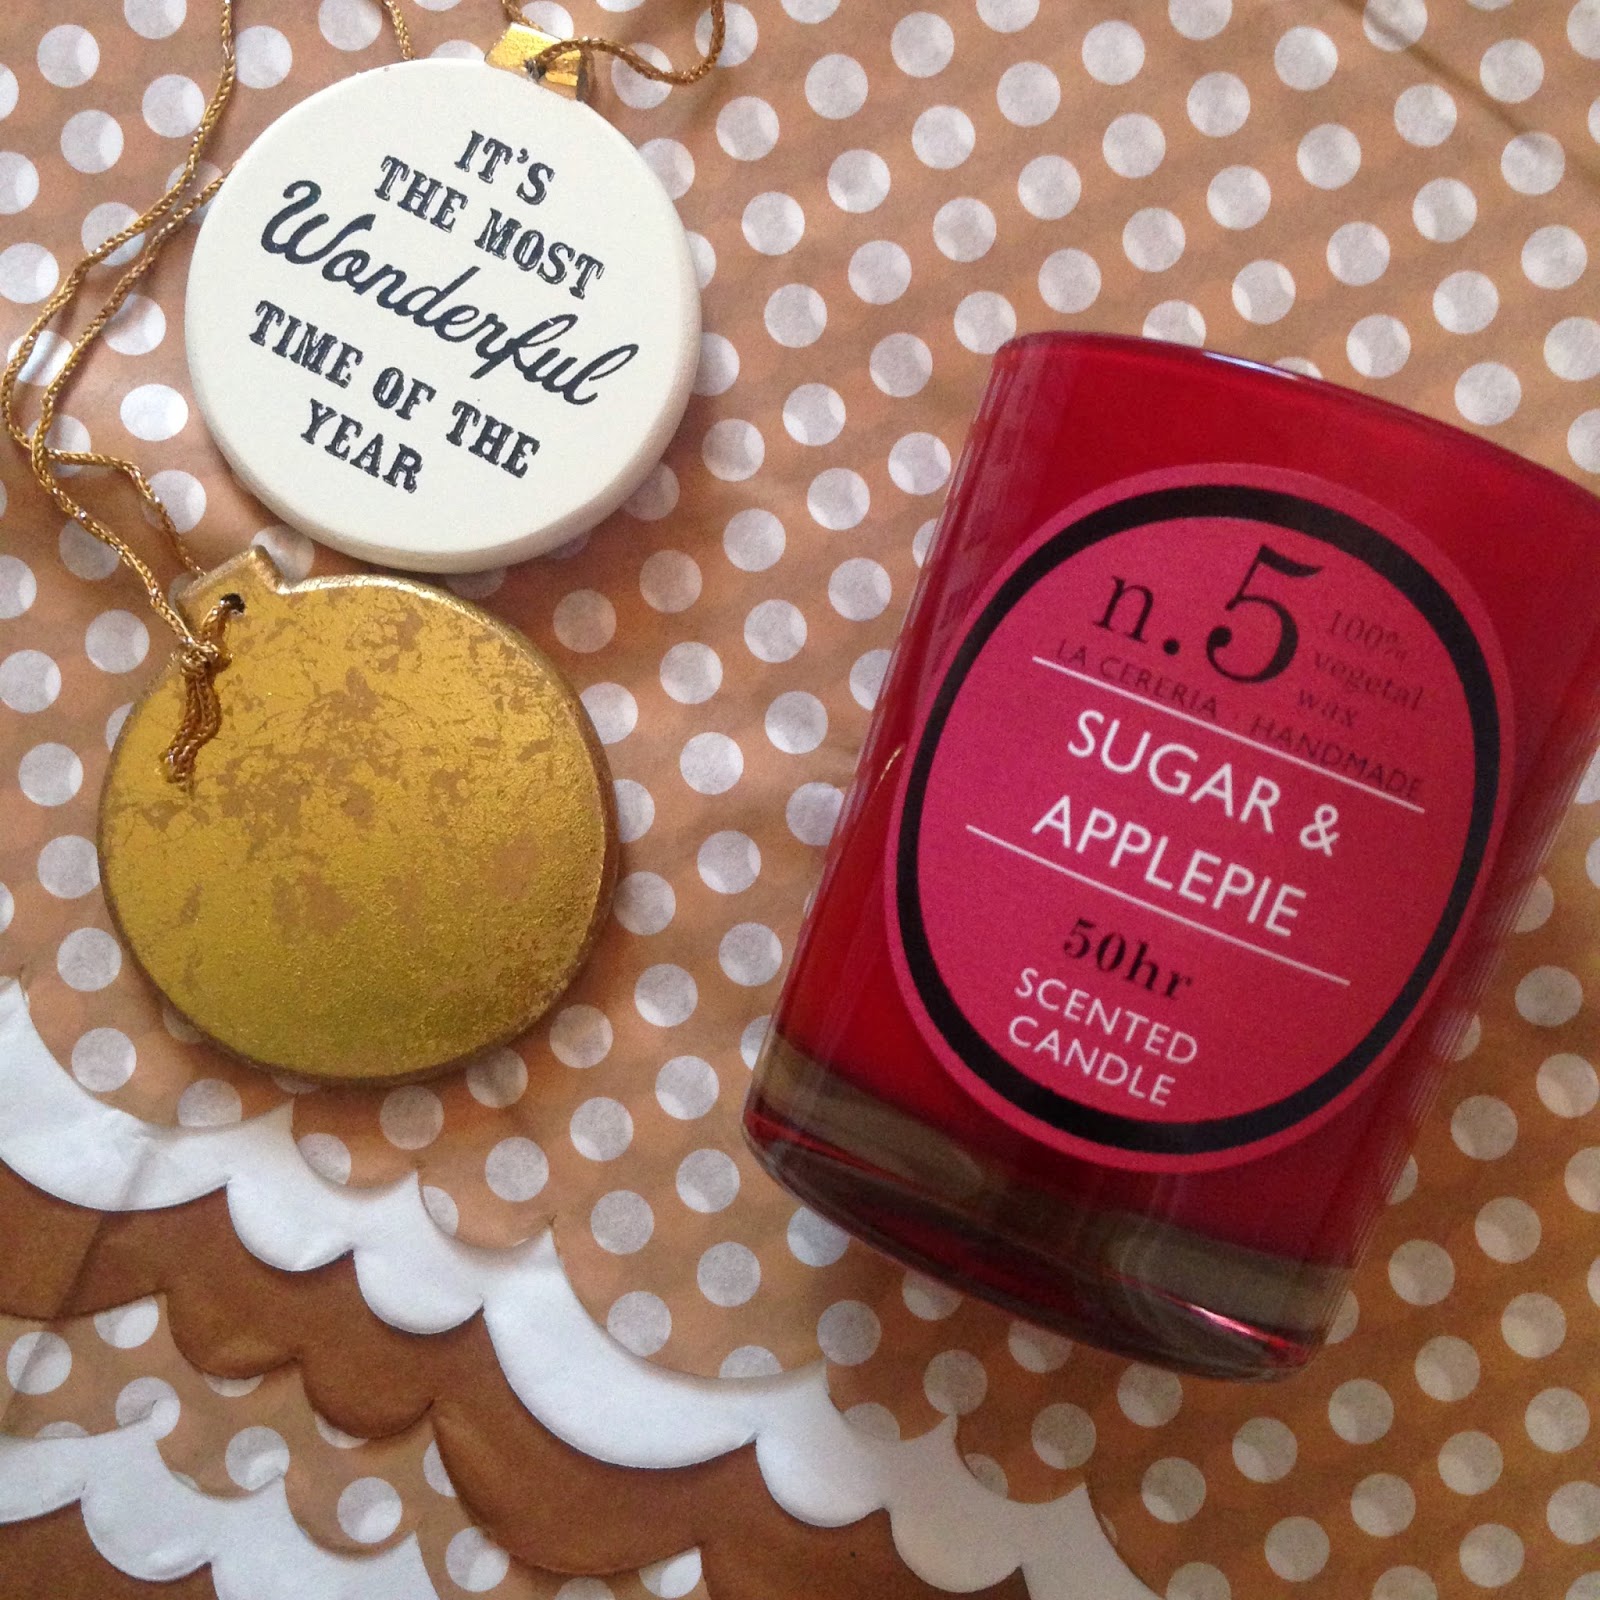 IT'S
THE MOST
Wonderful
TIME OF THE
YEAR
n.5
100%
vegetal
wax
LA CERERIA · HANDMADE
SUGAR &
APPLEPIE
50hr
SCENTED
CANDLE